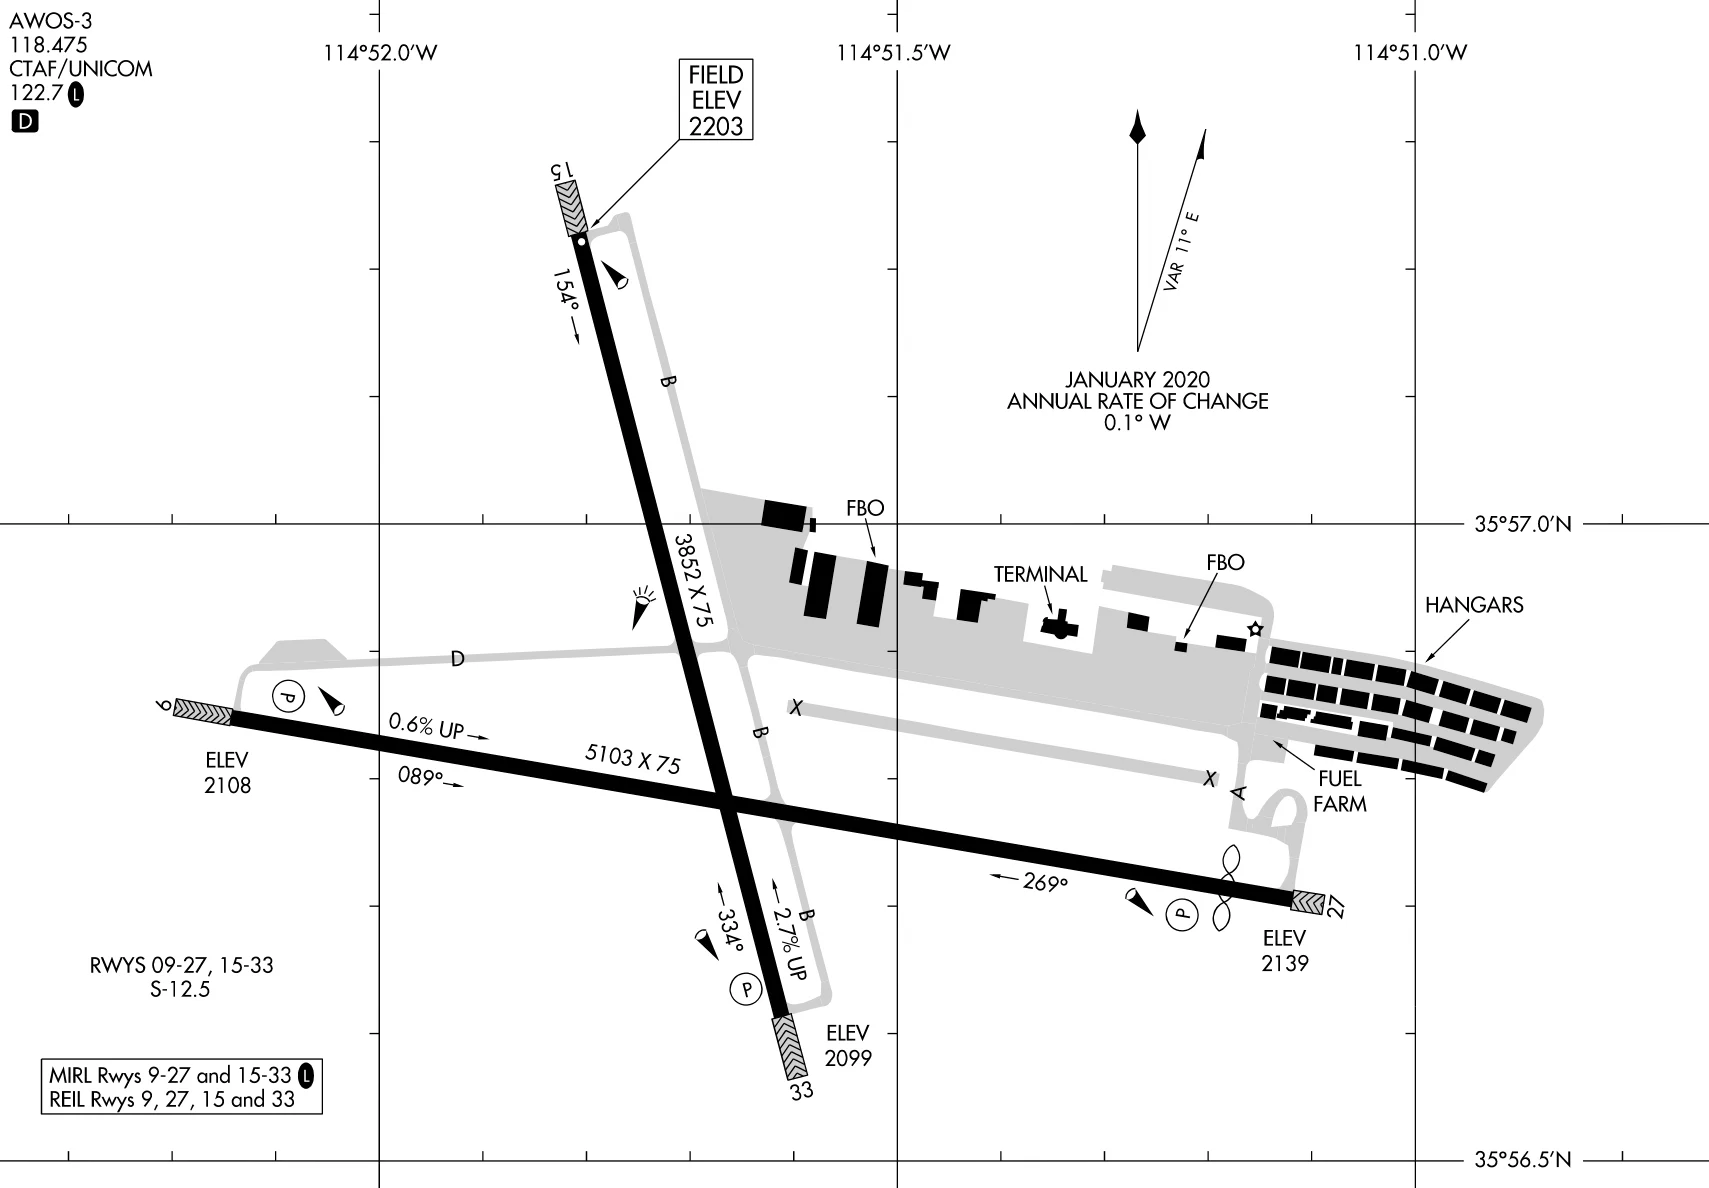 AWOS-3
118.475
CTAF/UNICOM
122.7 L
D
114°52.0'W
114°51.5'W
114°51.0'W
FIELD
ELEV
2203
15
154°
VAR 11° E
JANUARY 2020
ANNUAL RATE OF CHANGE
0.1° W
B
FBO
35°57.0'N
3852 X 75
TERMINAL
FBO
HANGARS
D
P
9
0.6% UP
ELEV
2108
089°
5103 X 75
B
X
X
A
FUEL
FARM
269°
P
27
ELEV
2139
334°
2.7% UP
B
P
ELEV
2099
33
RWYS 09-27, 15-33
S-12.5
MIRL Rwys 9-27 and 15-33 L
REIL Rwys 9, 27, 15 and 33
35°56.5'N